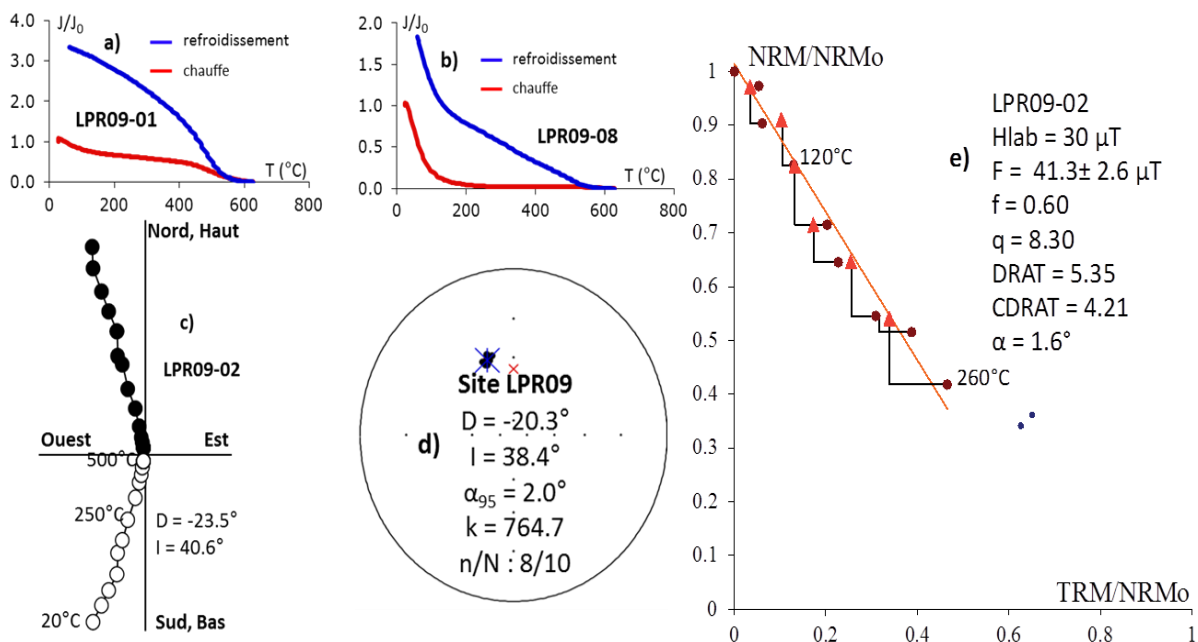 J/J0
a)
4.0
3.0
2.0
1.0
0.0
refroidissement
chauffe
LPR09-01
T (°C)
0 200 400 600 800
J/J0
b)
2.0
1.5
1.0
0.5
0.0
refroidissement
chauffe
LPR09-08
T (°C)
0 200 400 600 800
Nord, Haut
c)
LPR09-02
Ouest Est
500°C
250°C
D = -23.5°
I = 40.6°
20°C
Sud, Bas
d)
Site LPR09
D = -20.3°
I = 38.4°
α95 = 2.0°
k = 764.7
n/N : 8/10
NRM/NRMo
e)
LPR09-02
Hlab = 30 µT
F = 41.3± 2.6 µT
f = 0.60
q = 8.30
DRAT = 5.35
CDRAT = 4.21
α = 1.6°
120°C
260°C
1
0.9
0.8
0.7
0.6
0.5
0.4
0.3
0.2
0.1
0
TRM/NRMo
0 0.2 0.4 0.6 0.8 1